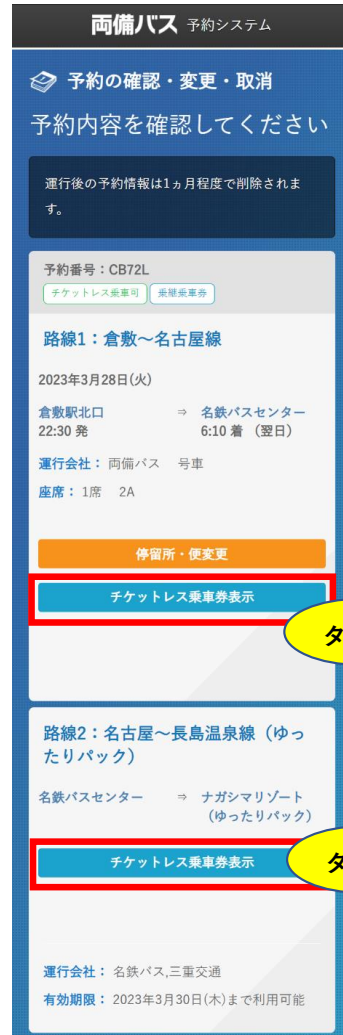 両備バス 予約システム
予約の確認・変更・取消
予約内容を確認してください
運行後の予約情報は1ヵ月程度で削除されま
す。
予約番号：CB72L
チケットレス乗車可 乗継乗車券
路線1：倉敷～名古屋線
2023年3月28日(火)
倉敷駅北口 ⇒ 名鉄バスセンター
22:30 発 6:10 着 （翌日）
運行会社： 両備バス 号車
座席： 1席 2A
停留所・便変更
チケットレス乗車券表示
タ
路線2：名古屋～長島温泉線（ゆっ
たりパック）
名鉄バスセンター ⇒ ナガシマリゾート
（ゆったりパック）
チケットレス乗車券表示
タ
運行会社： 名鉄バス,三重交通
有効期限： 2023年3月30日(木)まで利用可能